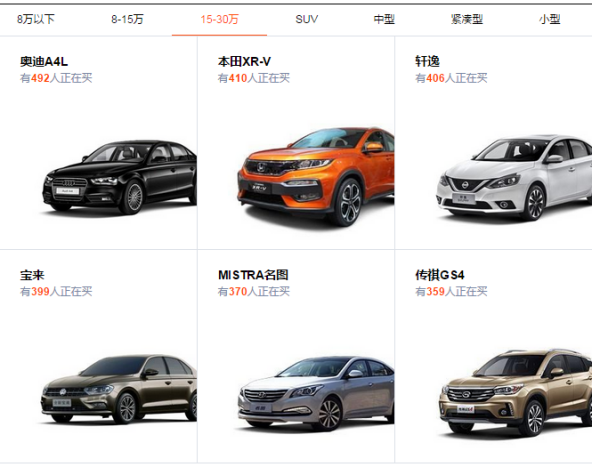 8万以下
8-15万
15-30万
SUV
中型
紧凑型
小型
奥迪A4L
有492人正在买
本田XR-V
有410人正在买
轩逸
有406人正在买
宝来
有399人正在买
MISTRA名图
有370人正在买
传祺GS4
有359人正在买
XR-V